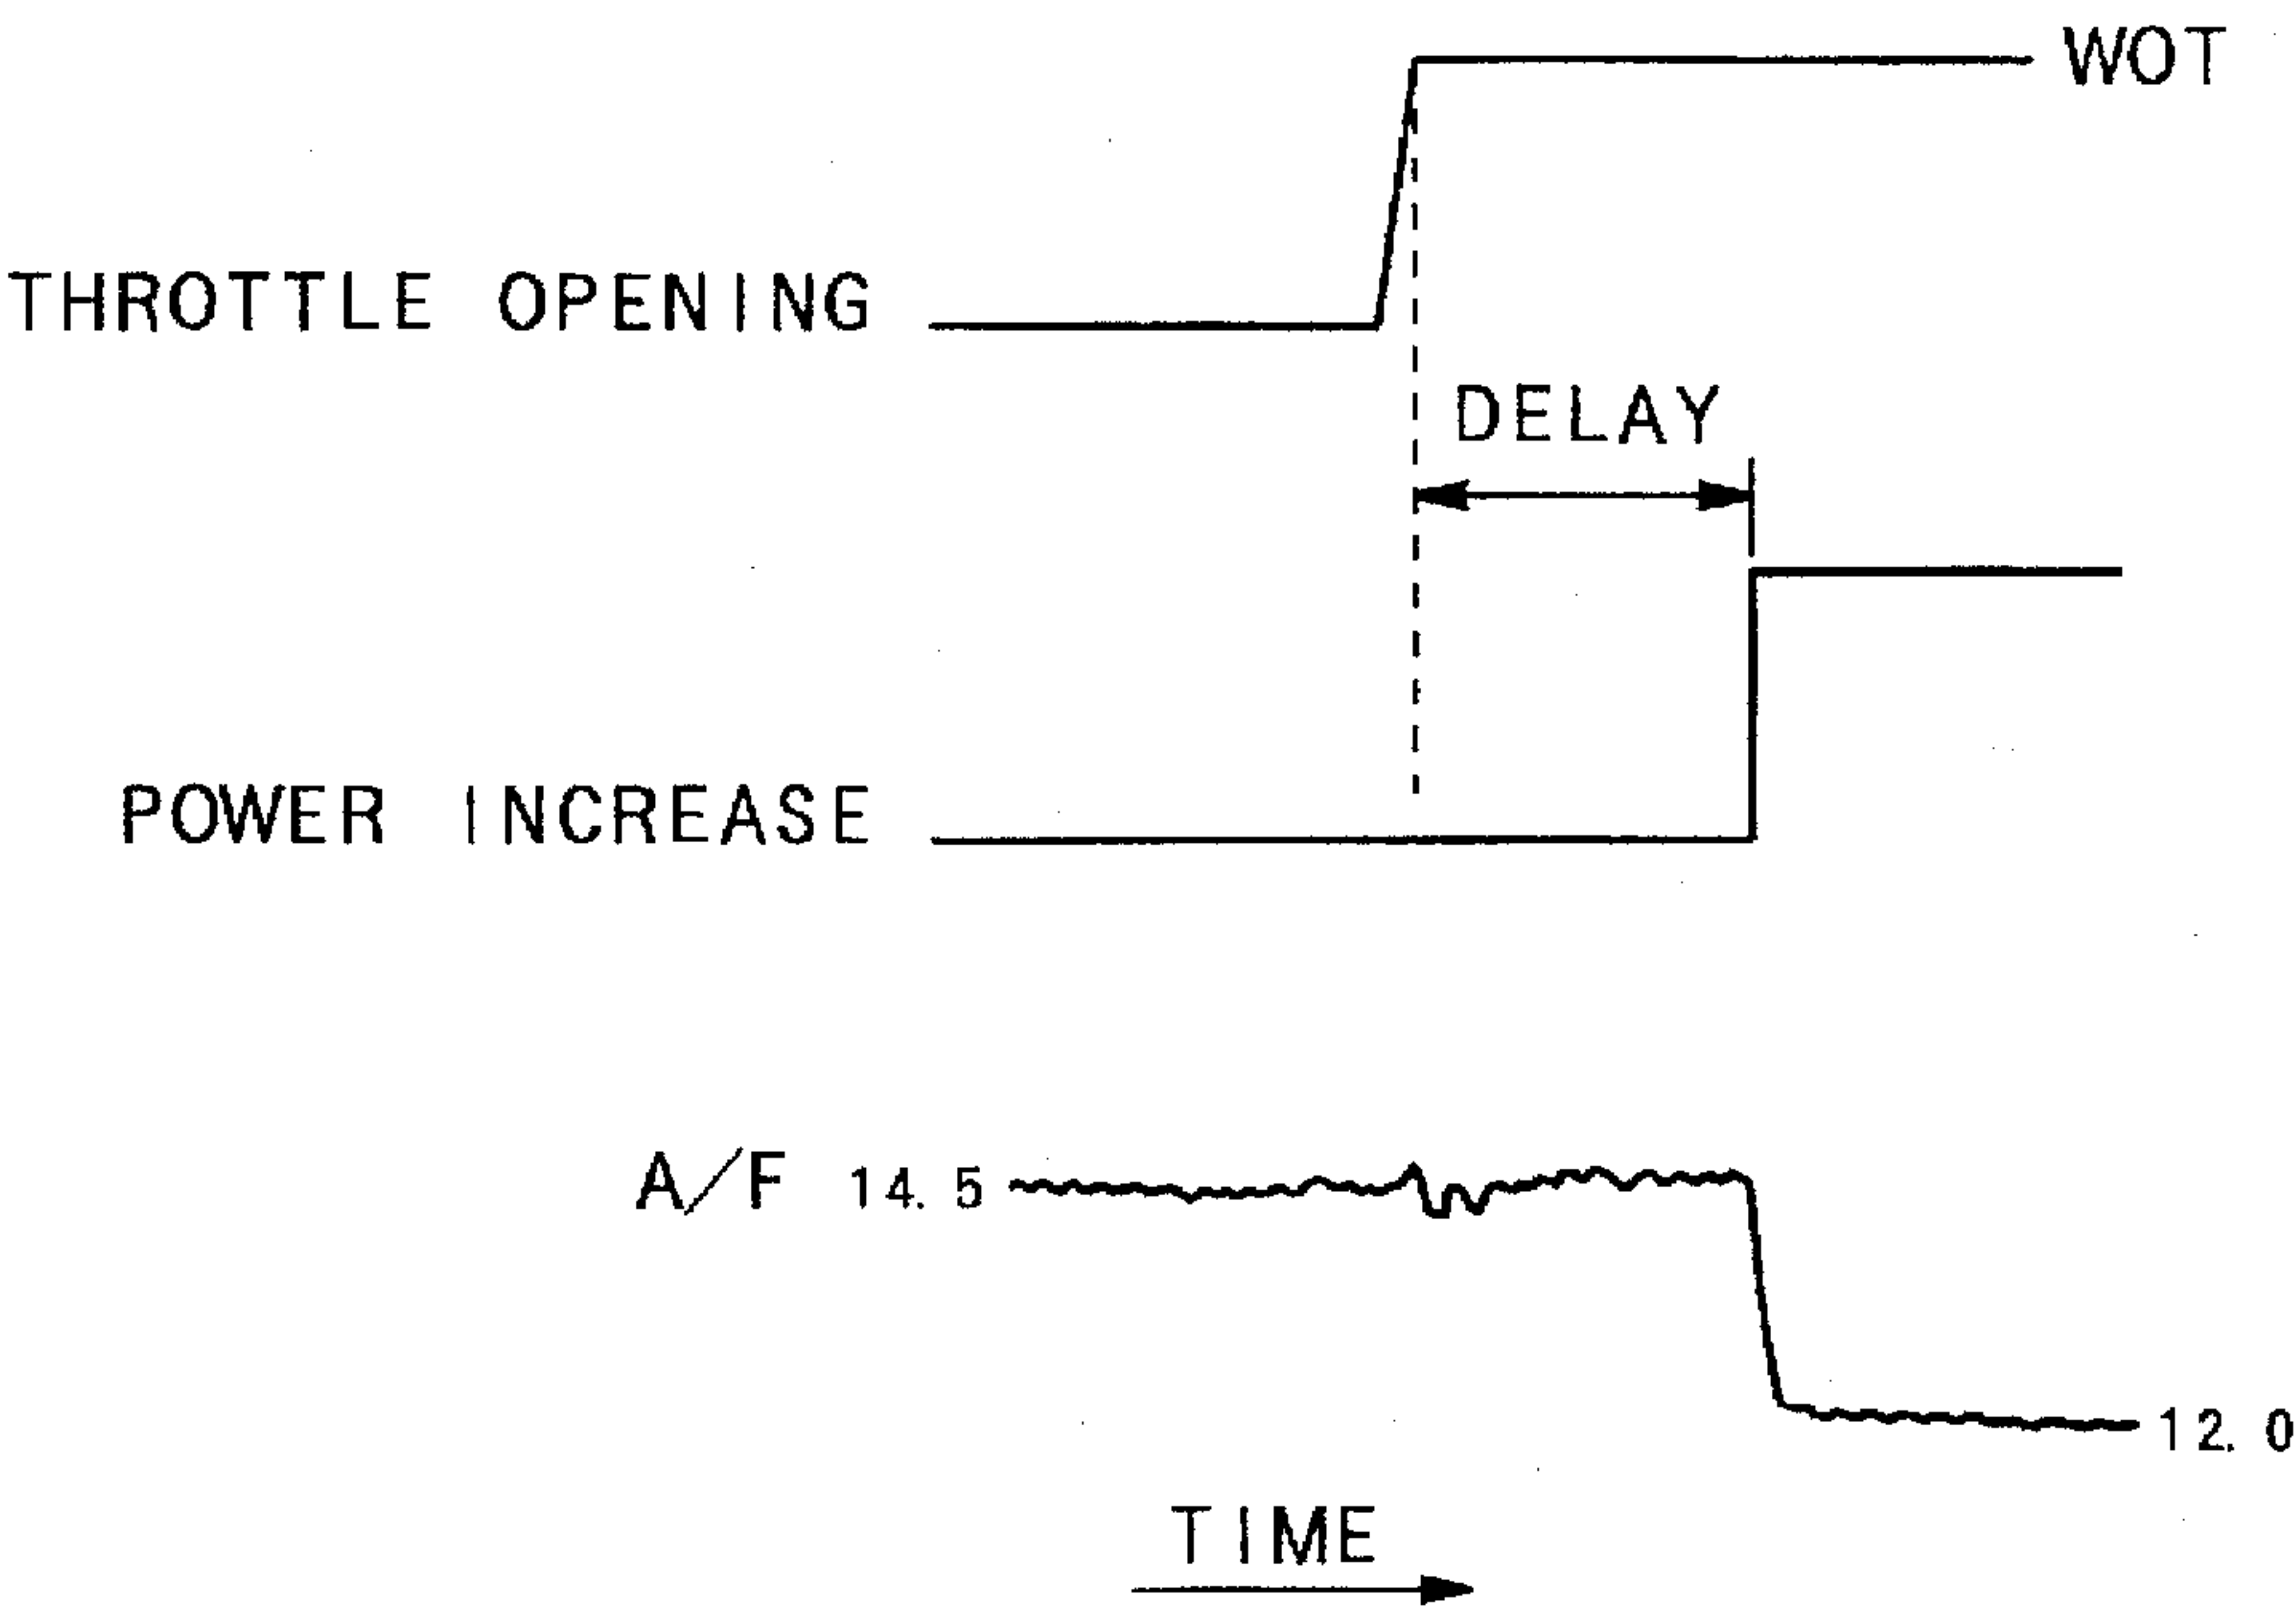 WOT
THROTTLE OPENING
DELAY
POWER INCREASE
A/F 14.5
12.0
TIME